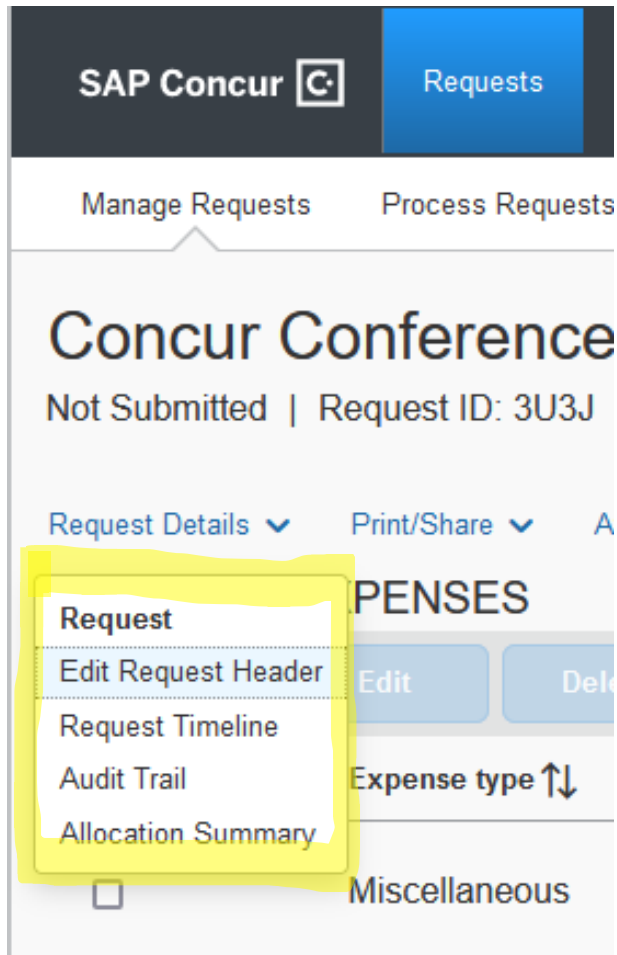 SAP Concur C Requests
Manage Requests Process Requests
Concur Conference
Not Submitted | Request ID: 3U3J
Request Details Print/Share A
PENSES
Request
Edit Request Header
Edit Del
Request Timeline
Audit Trail
Expense type
Allocation Summary
Miscellaneous